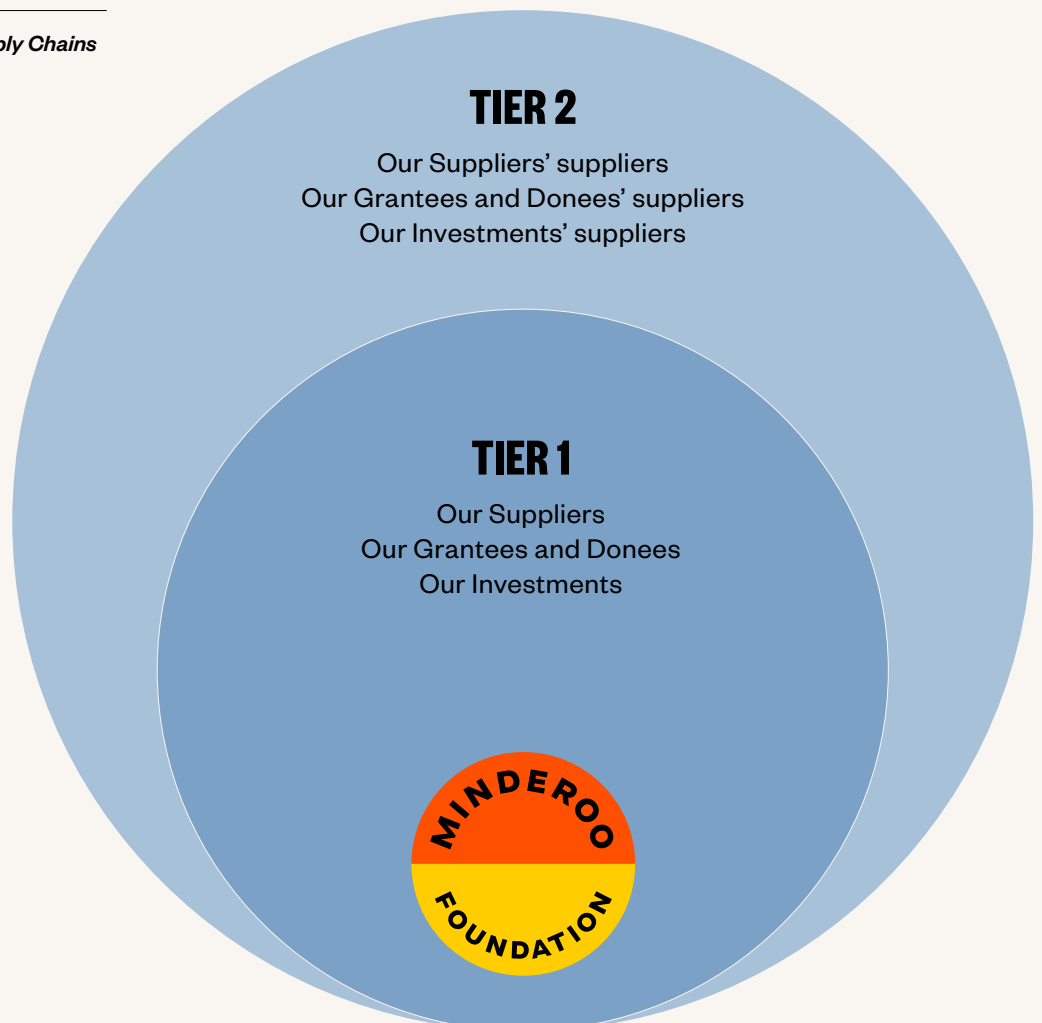 Chains
TIER 2
Our Suppliers’ suppliers
Our Grantees and Donees’ suppliers
Our Investments’ suppliers
TIER 1
Our Suppliers
Our Grantees and Donees
Our Investments
MINDEROO
FOUNDATION